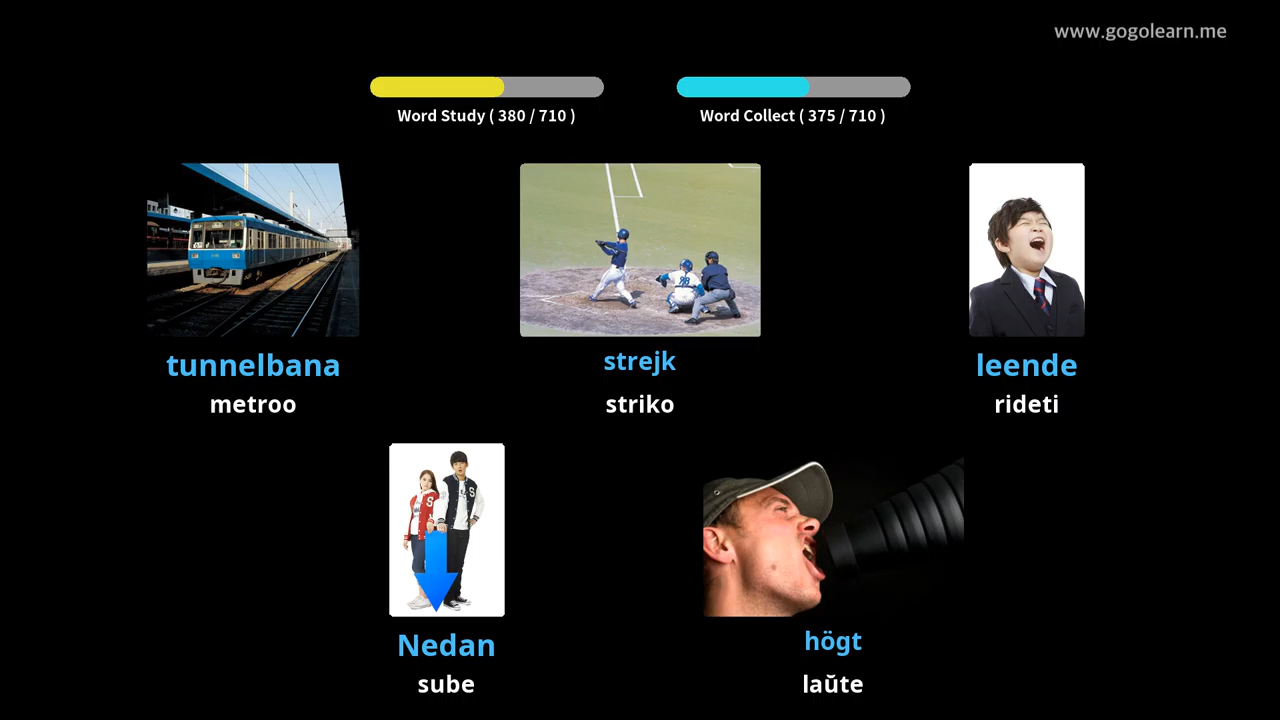 www.gogolearn.me
Word Study ( 380 / 710 )
Word Collect ( 375 / 710 )
tunnelbana
metroo
strejk
striko
leende
rideti
Nedan
sube
högt
laŭte